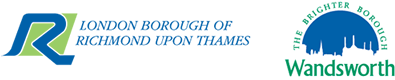 LONDON BOROUGH OF
RICHMOND UPON THAMES
THE BRIGHTER BOROUGH
Wandsworth